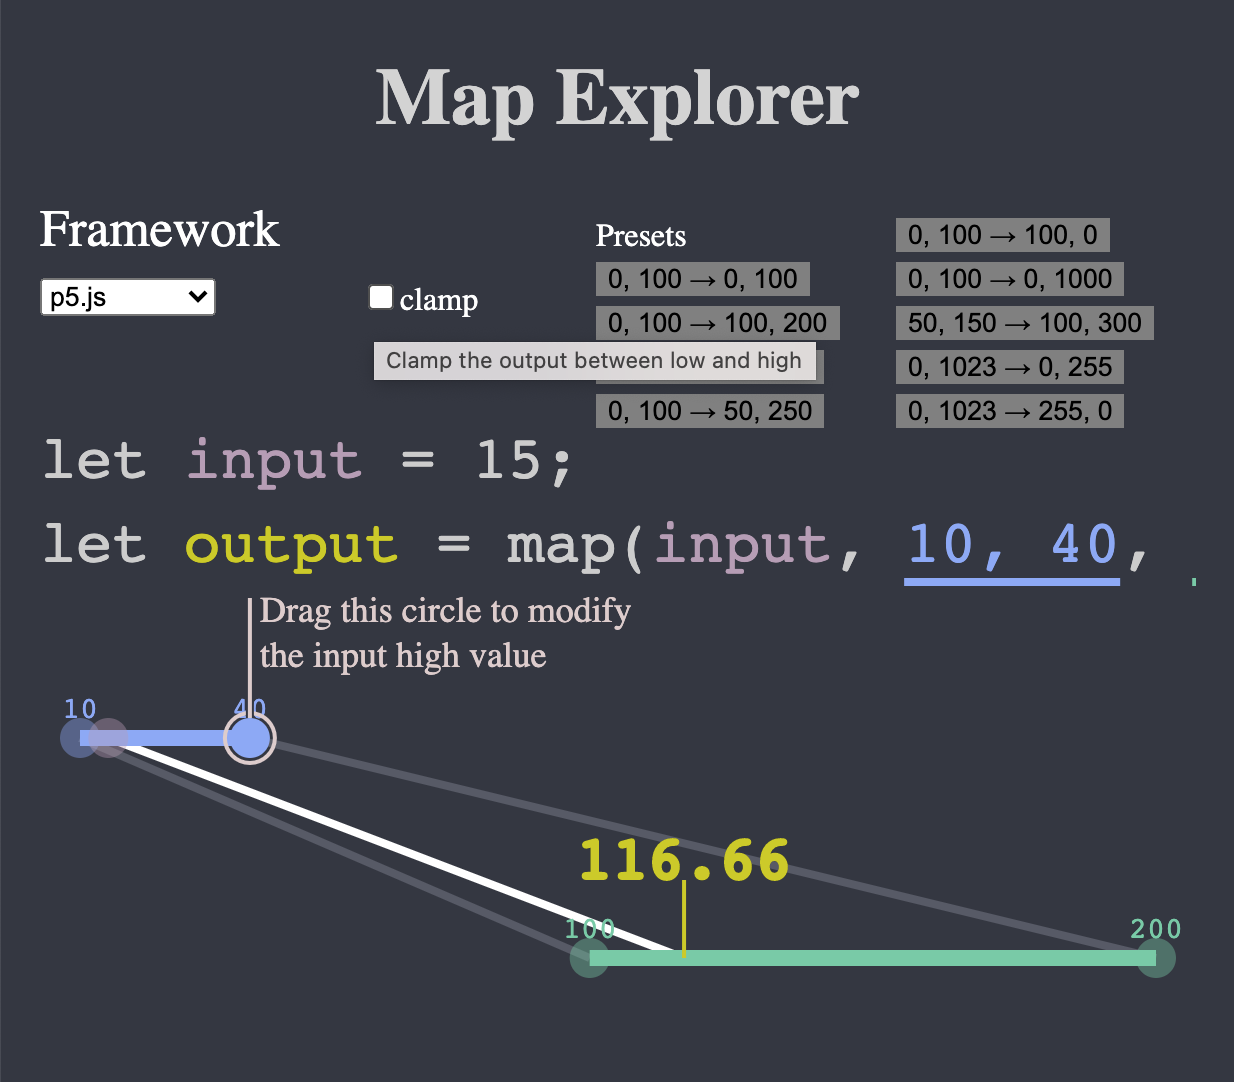 Map Explorer
Framework
p5.js
clamp
Clamp the output between low and high
Presets
0, 100 → 0, 100
0, 100 → 100, 200
0, 100 → 50, 250
0, 100 → 100, 0
0, 100 → 0, 1000
50, 150 → 100, 300
0, 1023 → 0, 255
0, 1023 → 255, 0
let input = 15;
let output = map(input, 10, 40,
Drag this circle to modify
the input high value
10
40
116.66
100
200